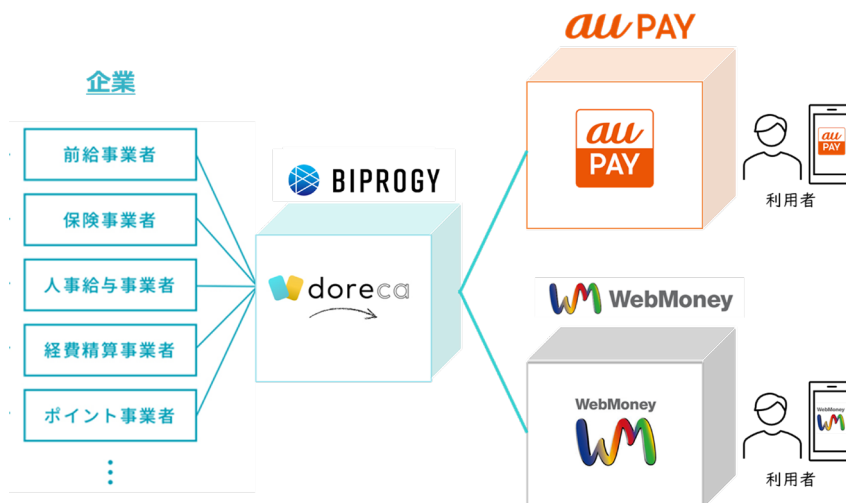 企業
前給事業者
保険事業者
人事給与事業者
経費精算事業者
ポイント事業者
BIPROGY
doreca
au PAY
au
PAY
au
PAY
利用者
WebMoney
WebMoney
WebMoney
利用者